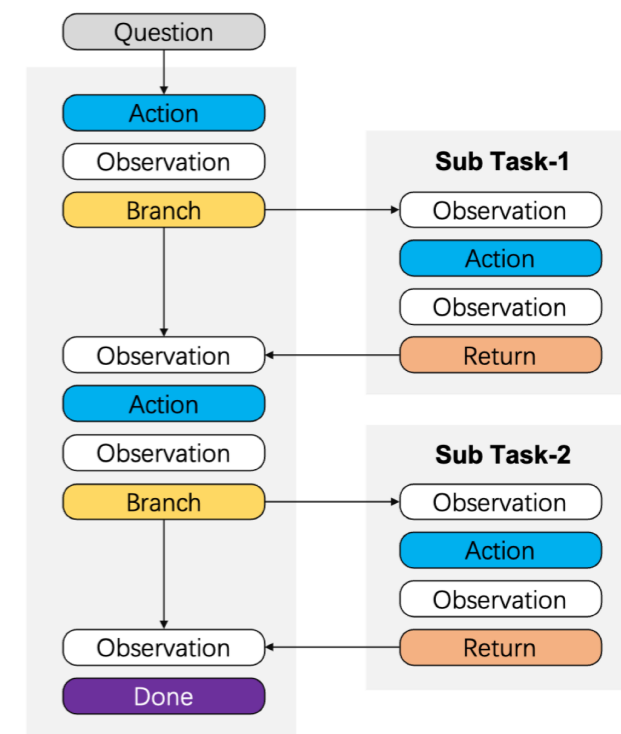 Question
Action
Observation
Branch
Observation
Action
Observation
Branch
Observation
Done
Sub Task-1
Observation
Action
Observation
Return
Sub Task-2
Observation
Action
Observation
Return